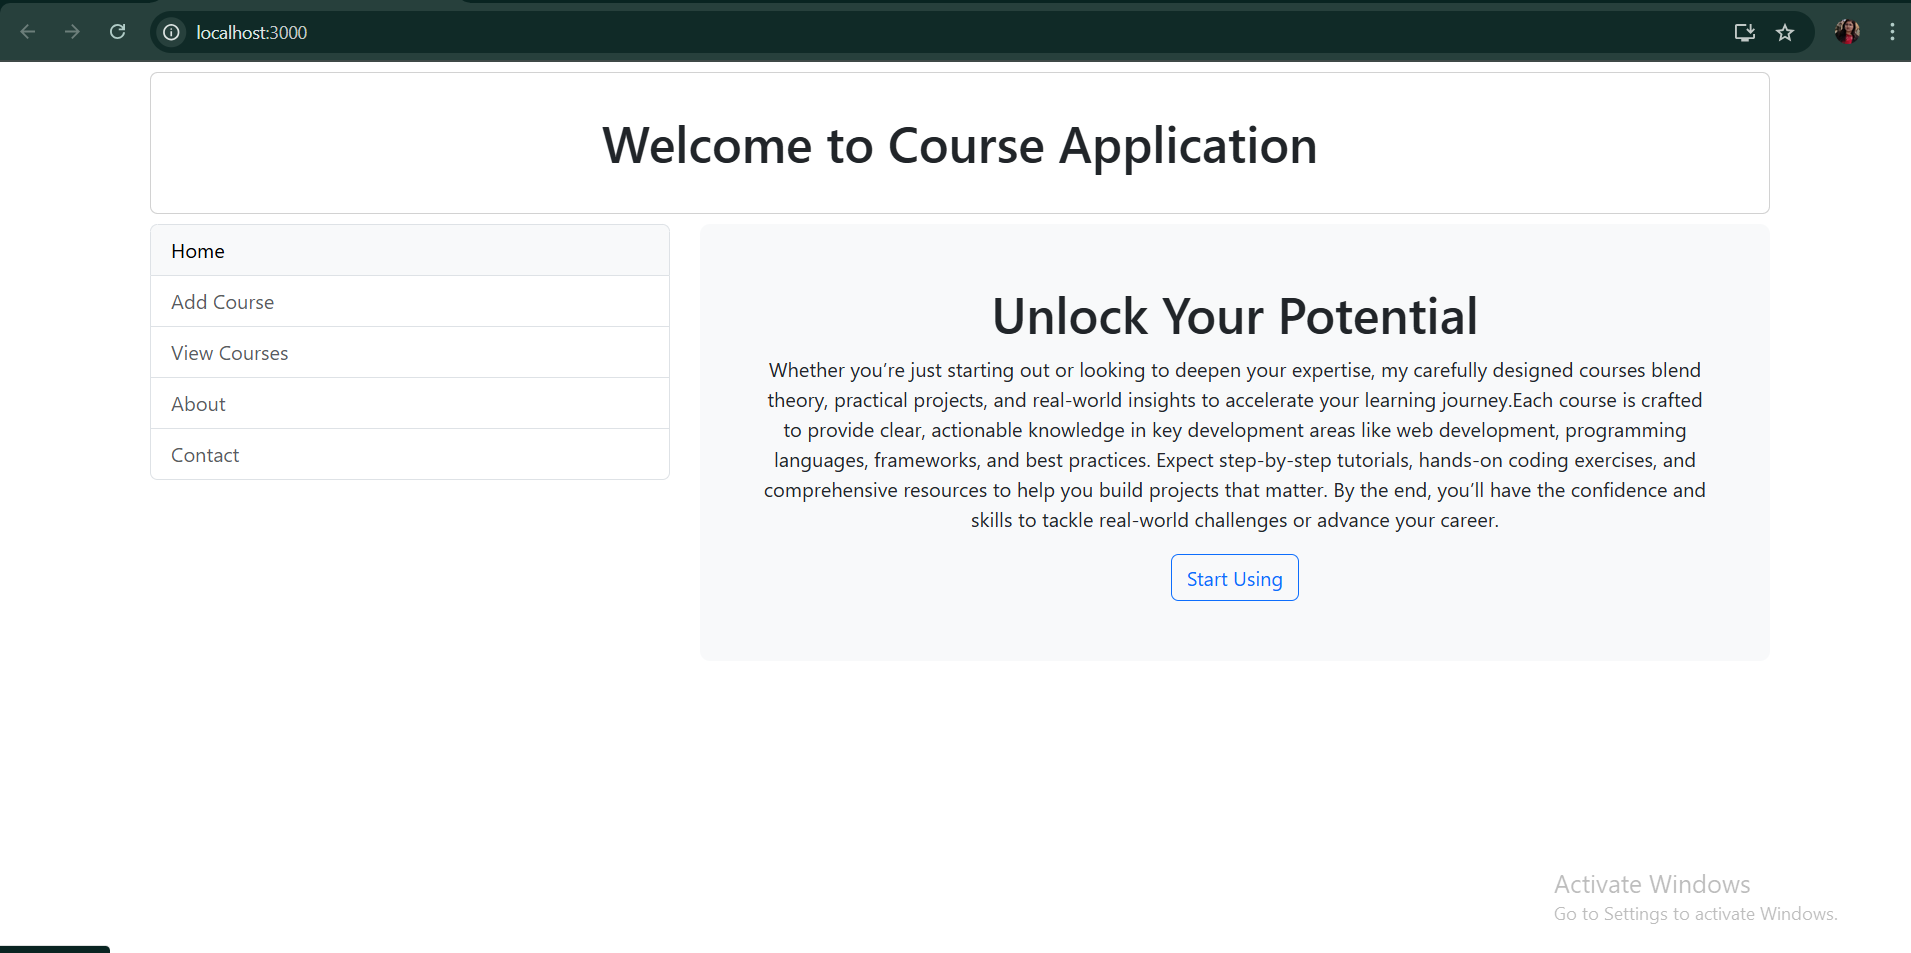 localhost:3000
Welcome to Course Application
Home
Add Course
View Courses
About
Contact
Unlock Your Potential
Whether you’re just starting out or looking to deepen your expertise, my carefully designed courses blend
theory, practical projects, and real-world insights to accelerate your learning journey.Each course is crafted
to provide clear, actionable knowledge in key development areas like web development, programming
languages, frameworks, and best practices. Expect step-by-step tutorials, hands-on coding exercises, and
comprehensive resources to help you build projects that matter. By the end, you’ll have the confidence and
skills to tackle real-world challenges or advance your career.
Start Using
Activate Windows
Go to Settings to activate Windows.